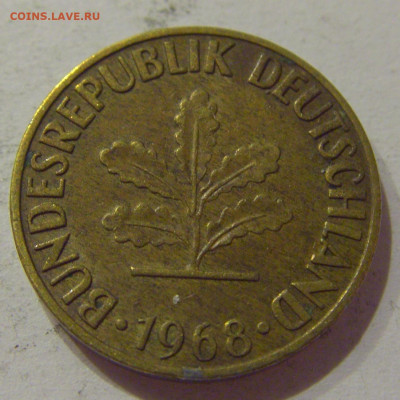 COINS.LAVE.RU
BUNDESREPUBLIK DEUTSCHLAND
· 1968 ·